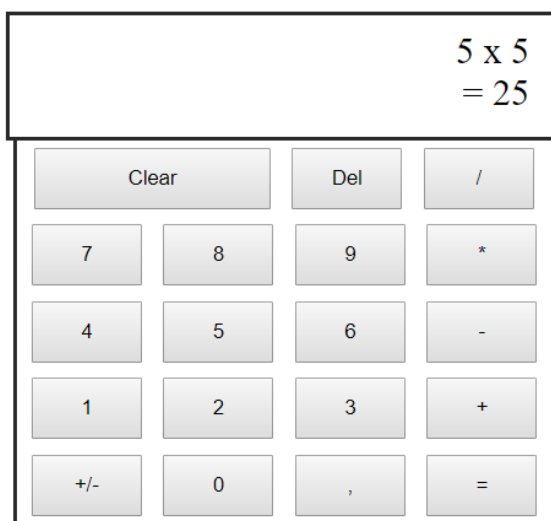 5 x 5
= 25
Clear Del /
7 8 9 *
4 5 6 -
1 2 3 +
+/- 0 , =